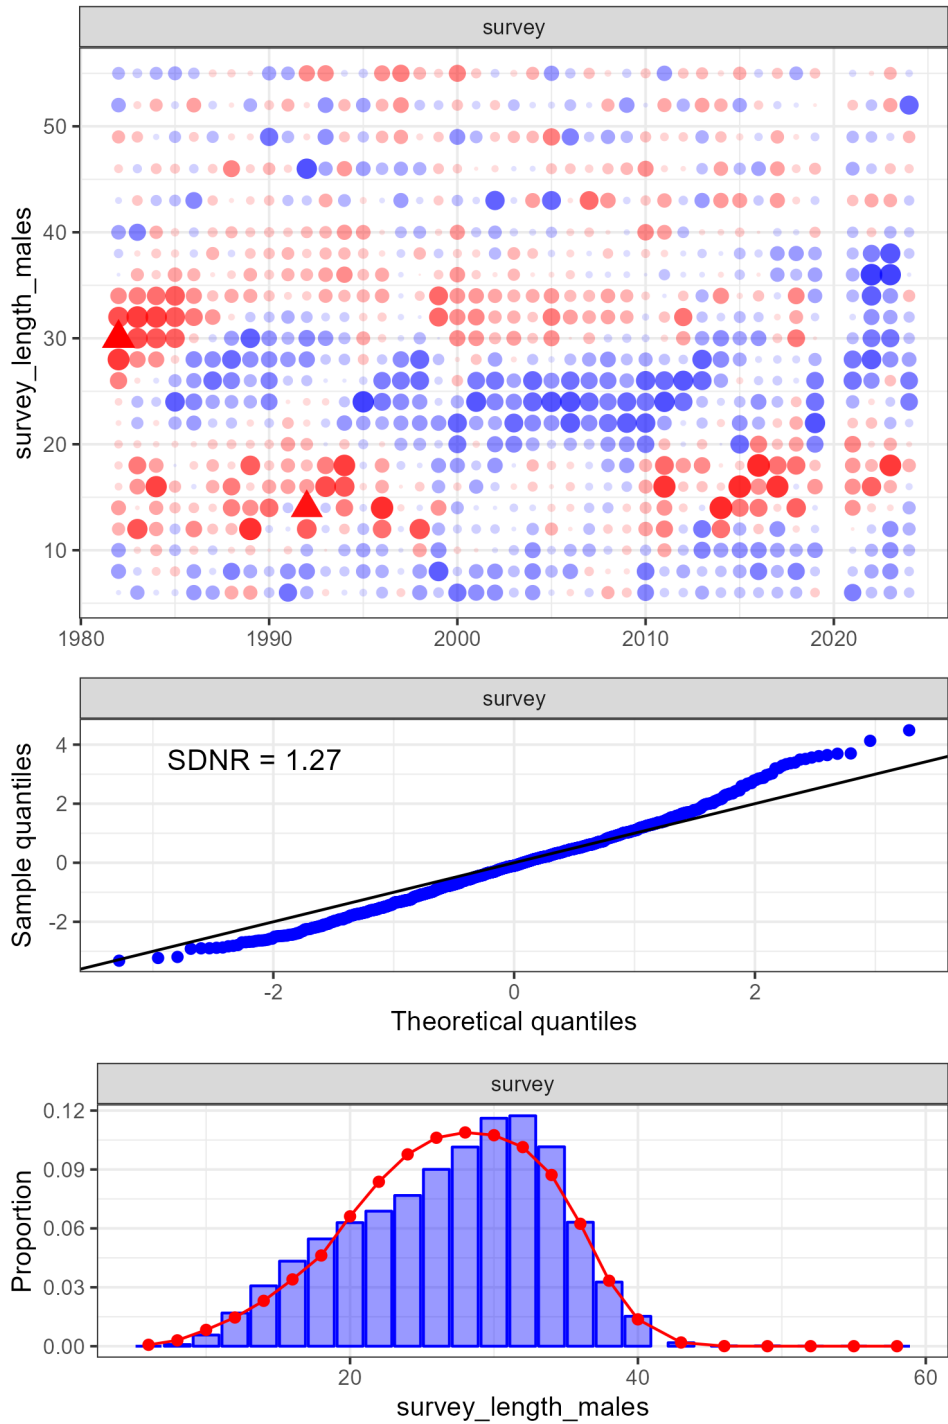 survey
survey_length_males
50
40
30
20
10
1980
1990
2000
2010
2020
survey
Sample quantiles
SDNR = 1.27
4
2
0
-2
-2
0
2
Theoretical quantiles
survey
Proportion
0.12
0.09
0.06
0.03
0.00
20
40
60
survey_length_males